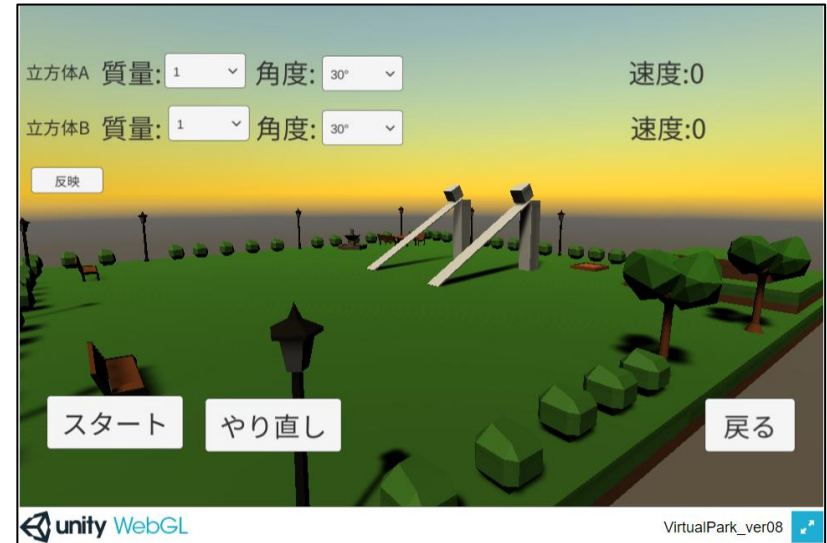 立方体A 質量: 1 角度: 30° 速度:0
立方体B 質量: 1 角度: 30° 速度:0
反映
スタート やり直し 戻る
unity WebGL VirtualPark_ver08